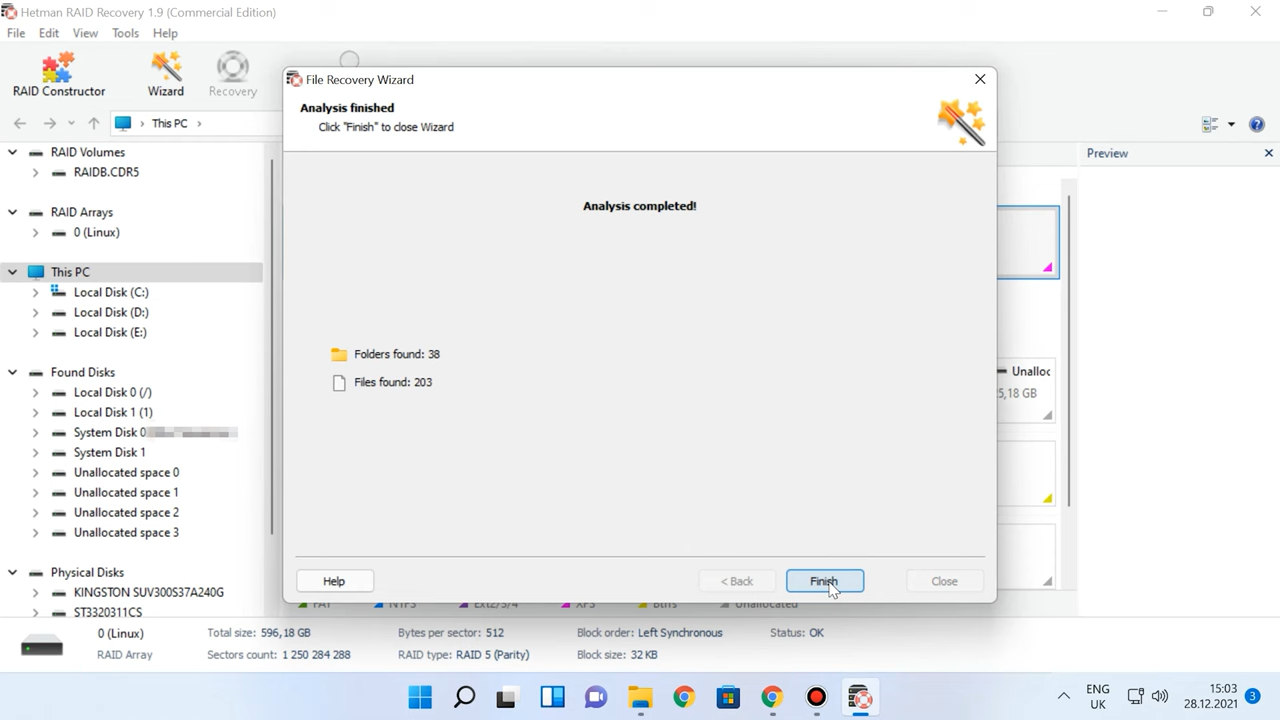 Hetman RAID Recovery 1.9 (Commercial Edition)
File Edit View Tools Help
RAID Constructor Wizard Recovery
This PC
File Recovery Wizard
Analysis finished
Click "Finish" to close Wizard
Analysis completed!
Folders found: 38
Files found: 203
Help < Back Finish Close
RAID Volumes
RAIDB.CDR5
RAID Arrays
0 (Linux)
This PC
Local Disk (C:)
Local Disk (D:)
Local Disk (E:)
Found Disks
Local Disk 0 (/)
Local Disk 1 (1)
System Disk 0
System Disk 1
Unallocated space 0
Unallocated space 1
Unallocated space 2
Unallocated space 3
Physical Disks
KINGSTON SUV300S37A240G
ST3320311CS
Preview
Unalloc
5,18 GB
FAT NTFS Ext2/3/4 XFS Btrfs Unallocated
0 (Linux) Total size: 596,18 GB Bytes per sector: 512 Block order: Left Synchronous Status: OK
RAID Array Sectors count: 1 250 284 288 RAID type: RAID 5 (Parity) Block size: 32 KB
ENG 15:03
UK 28.12.2021 3